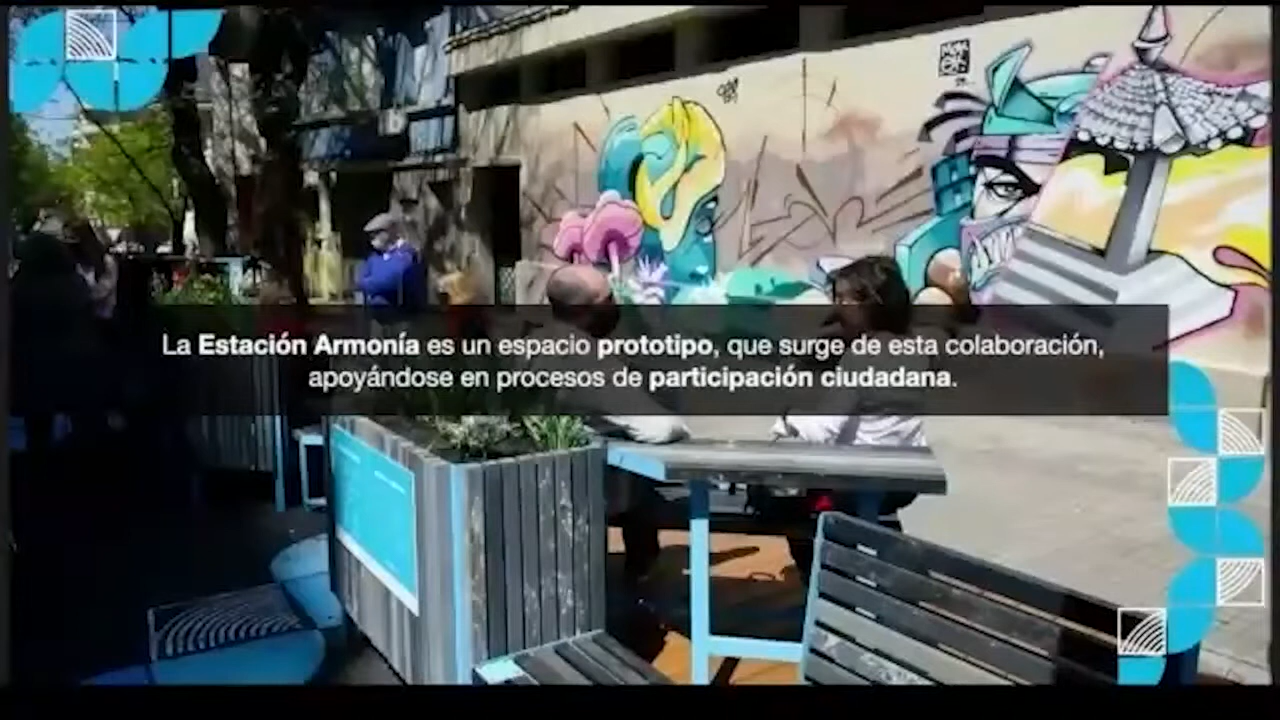 La Estación Armonía es un espacio prototipo, que surge de esta colaboración,
apoyándose en procesos de participación ciudadana.